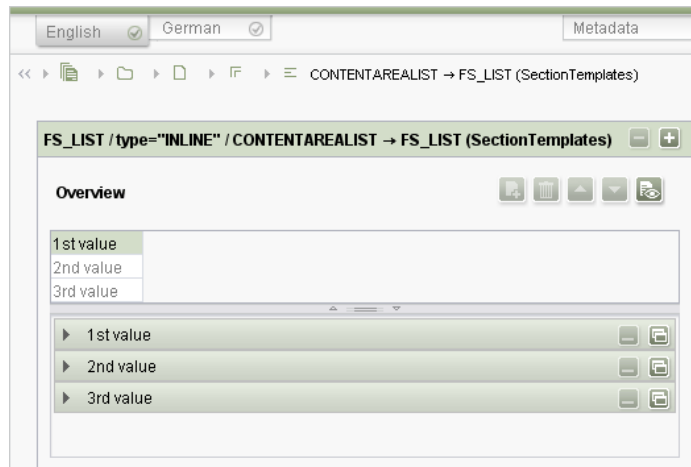 English German Metadata
CONTENTAREALIST → FS_LIST (SectionTemplates)
FS_LIST / type="INLINE" / CONTENTAREALIST → FS_LIST (SectionTemplates)
Overview
1st value
2nd value
3rd value
1st value
2nd value
3rd value